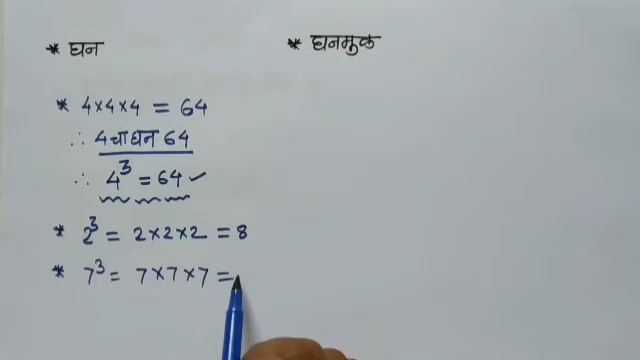 * घन
* घनमुळ
* 4×4×4 = 64
∴ 4चा घन 64
∴ 4³ = 64 ✓
* 2³ = 2×2×2 = 8
* 7³ = 7×7×7 =